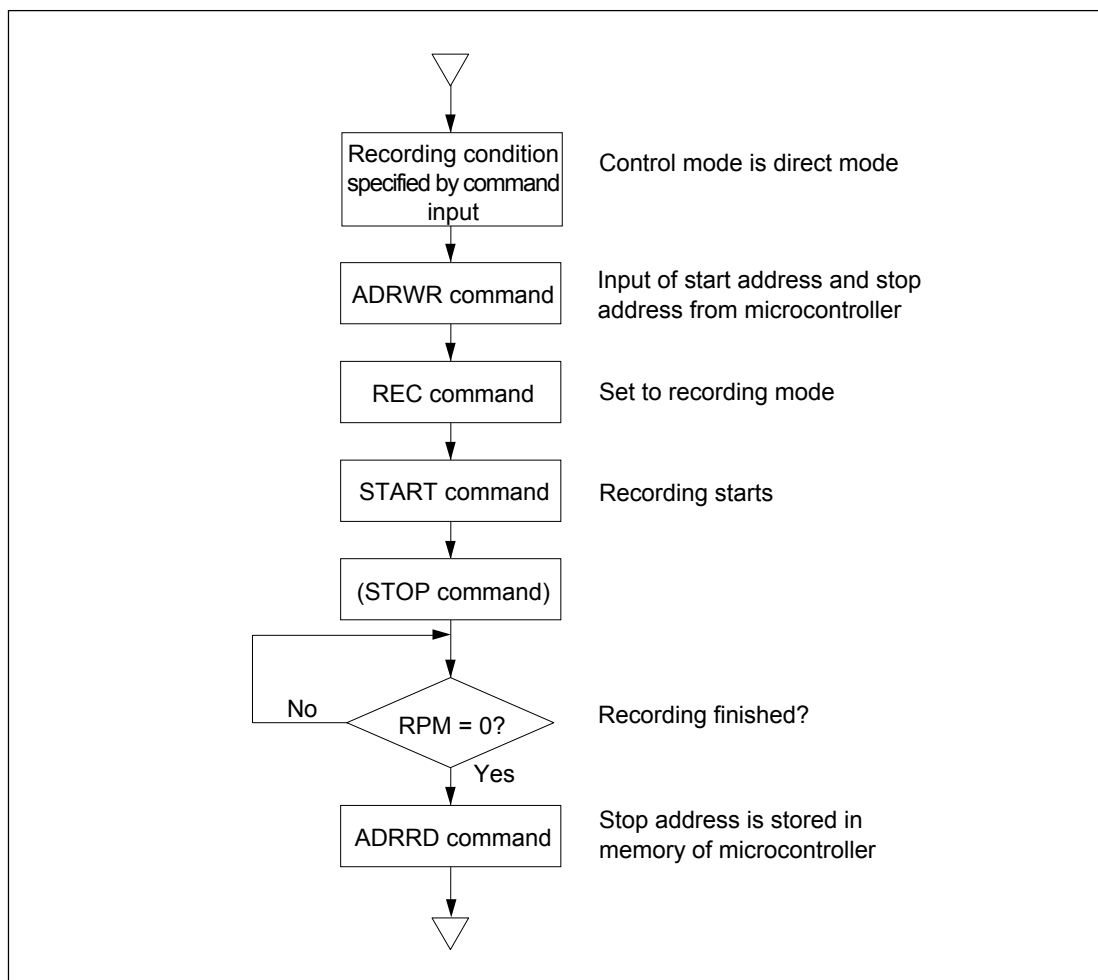 Recording condition
specified by command
input
Control mode is direct mode
ADRWR command
Input of start address and stop
address from microcontroller
REC command
Set to recording mode
START command
Recording starts
(STOP command)
No
RPM = 0?
Recording finished?
Yes
ADRRD command
Stop address is stored in
memory of microcontroller